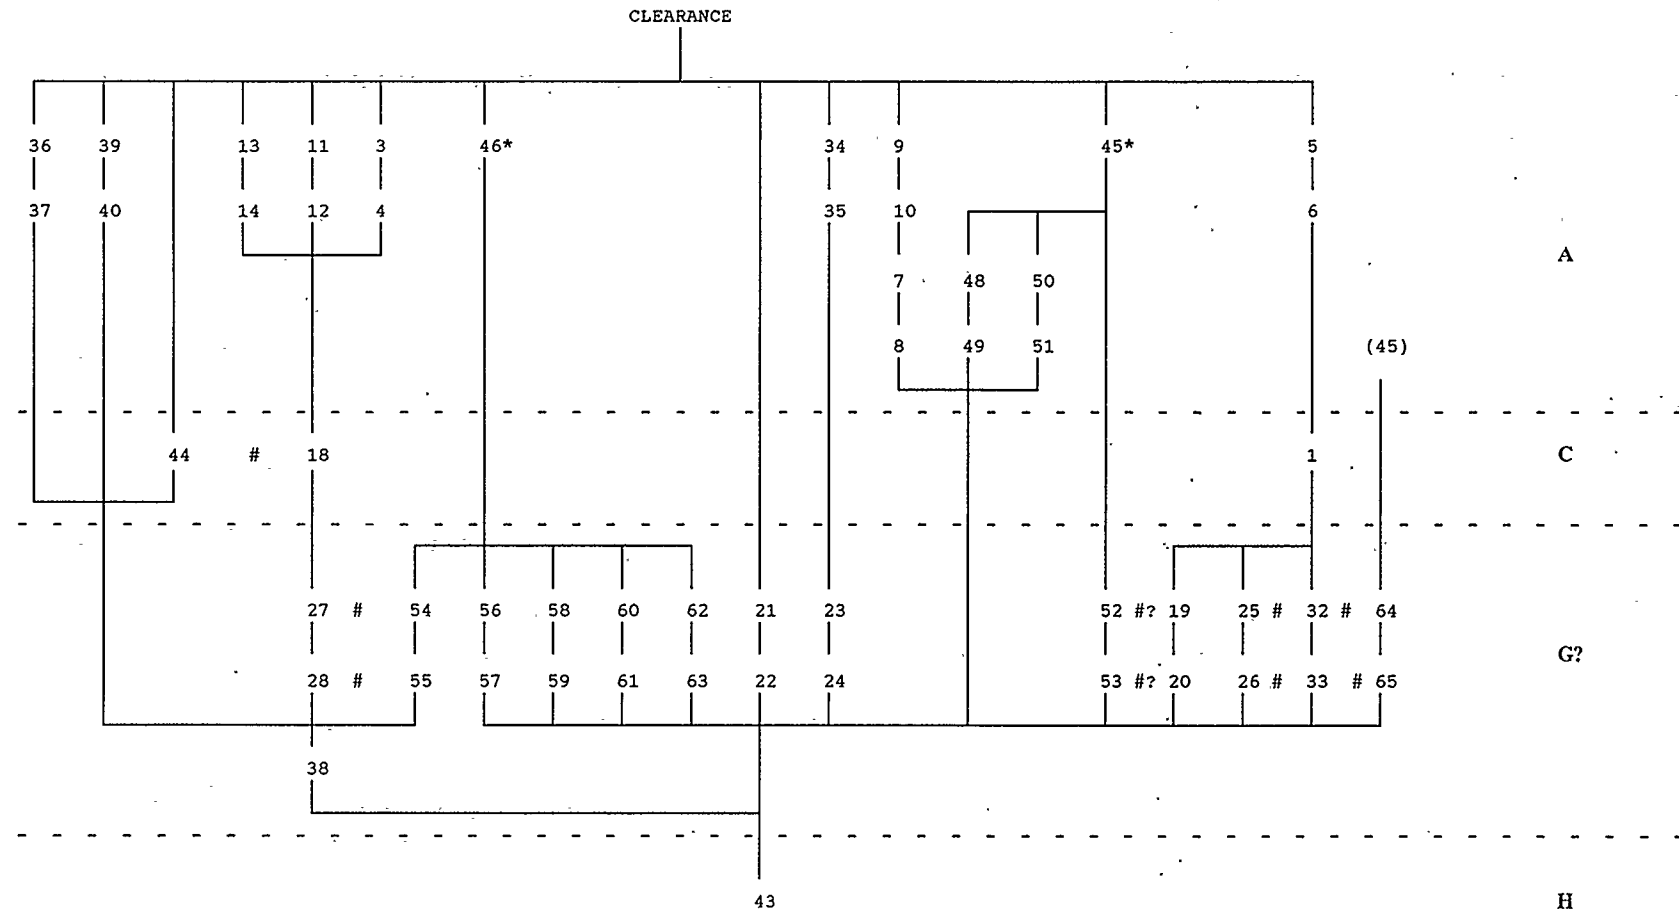 CLEARANCE
36 39 13 11 3 46* 34 9 45* 5
37 40 14 12 4 35 10 6
A
7 48 50
8 49 51 (45)
44 # 18 1 C
27 # 54 56 58 60 62 21 23 52 #? 19 25 # 32 # 64
G?
28 # 55 57 59 61 63 22 24 53 #? 20 26 # 33 # 65
38
43 H